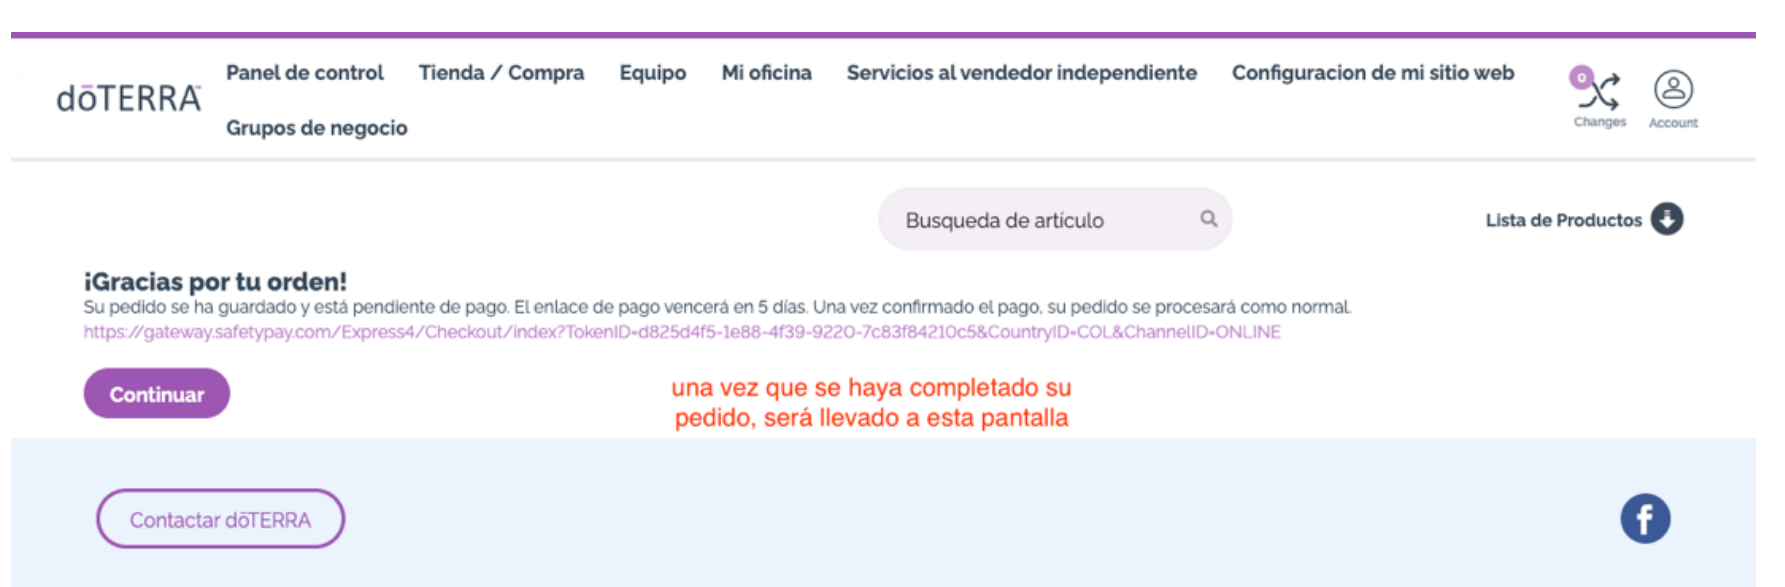 dōTERRA
Panel de control Tienda / Compra Equipo Mi oficina Servicios al vendedor independiente Configuracion de mi sitio web
Grupos de negocio
0
Changes
Account
Busqueda de artículo
Lista de Productos
¡Gracias por tu orden!
Su pedido se ha guardado y está pendiente de pago. El enlace de pago vencerá en 5 días. Una vez confirmado el pago, su pedido se procesará como normal.
https://gateway.safetypay.com/Express4/Checkout/index?TokenID=d825d4f5-1e88-4f39-9220-7c83f84210c5&CountryID=COL&ChannelID=ONLINE
Continuar
una vez que se haya completado su
pedido, será llevado a esta pantalla
Contactar dōTERRA
f